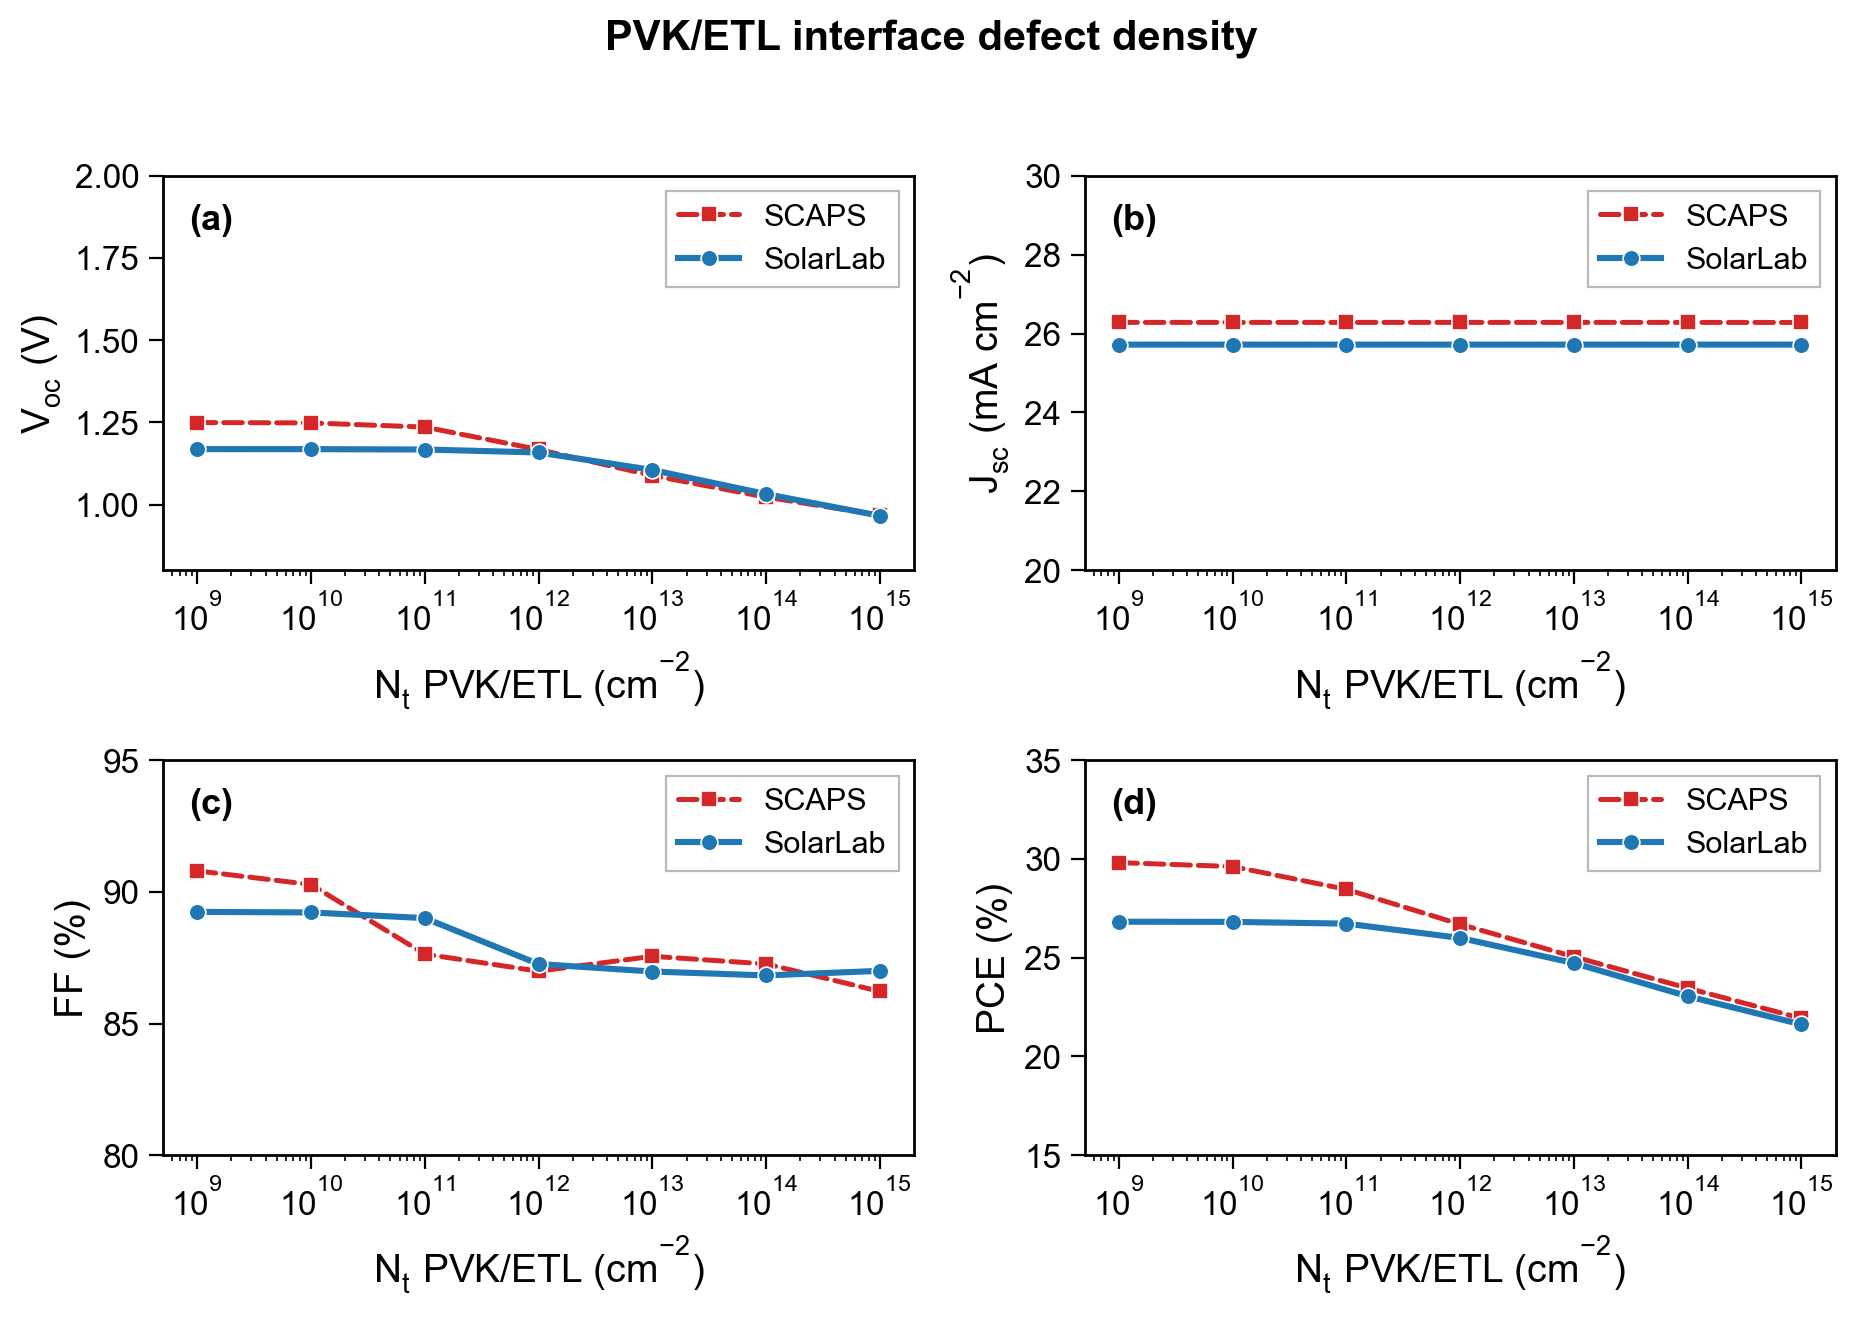 PVK/ETL interface defect density
(a)
SCAPS
SolarLab
2.00
1.75
1.50
1.25
1.00
V_oc (V)
10^9 10^10 10^11 10^12 10^13 10^14 10^15
N_t PVK/ETL (cm^−2)
(b)
SCAPS
SolarLab
30
28
26
24
22
20
J_sc (mA cm^−2)
10^9 10^10 10^11 10^12 10^13 10^14 10^15
N_t PVK/ETL (cm^−2)
(c)
SCAPS
SolarLab
95
90
85
80
FF (%)
10^9 10^10 10^11 10^12 10^13 10^14 10^15
N_t PVK/ETL (cm^−2)
(d)
SCAPS
SolarLab
35
30
25
20
15
PCE (%)
10^9 10^10 10^11 10^12 10^13 10^14 10^15
N_t PVK/ETL (cm^−2)